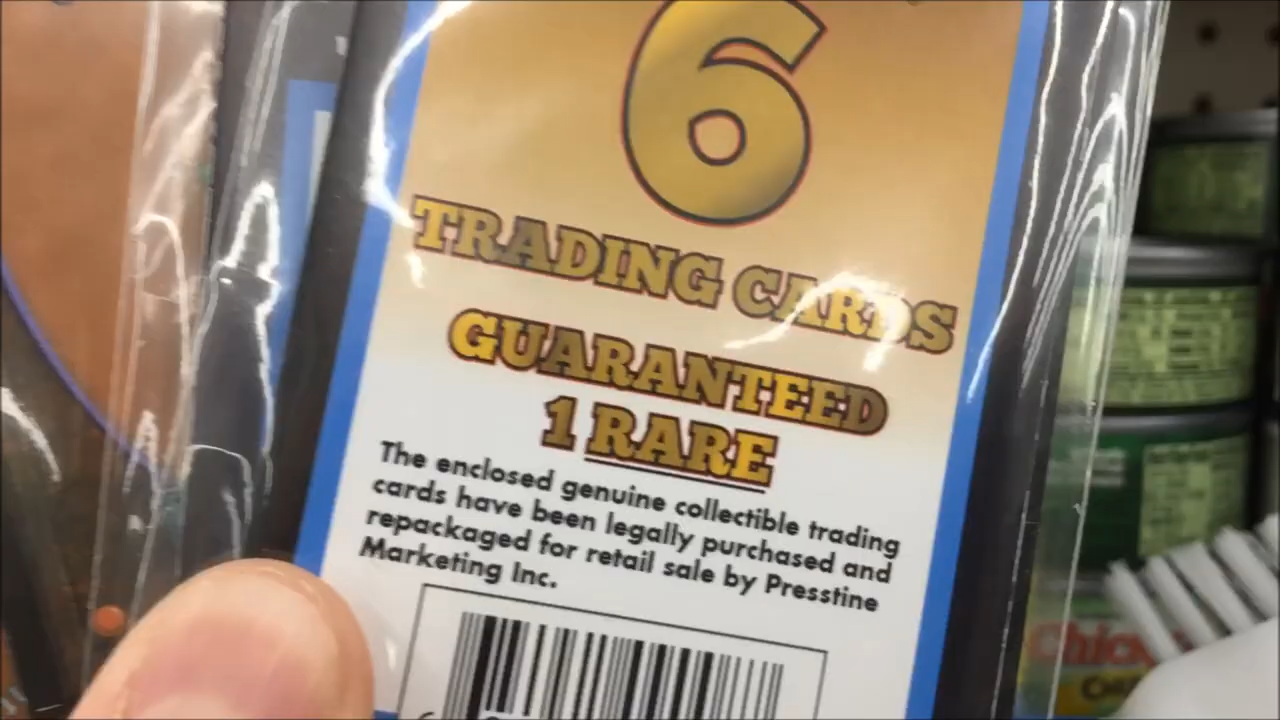 6
TRADING CARDS
GUARANTEED
1 RARE
The enclosed genuine collectible trading
cards have been legally purchased and
repackaged for retail sale by Presstine
Marketing Inc.